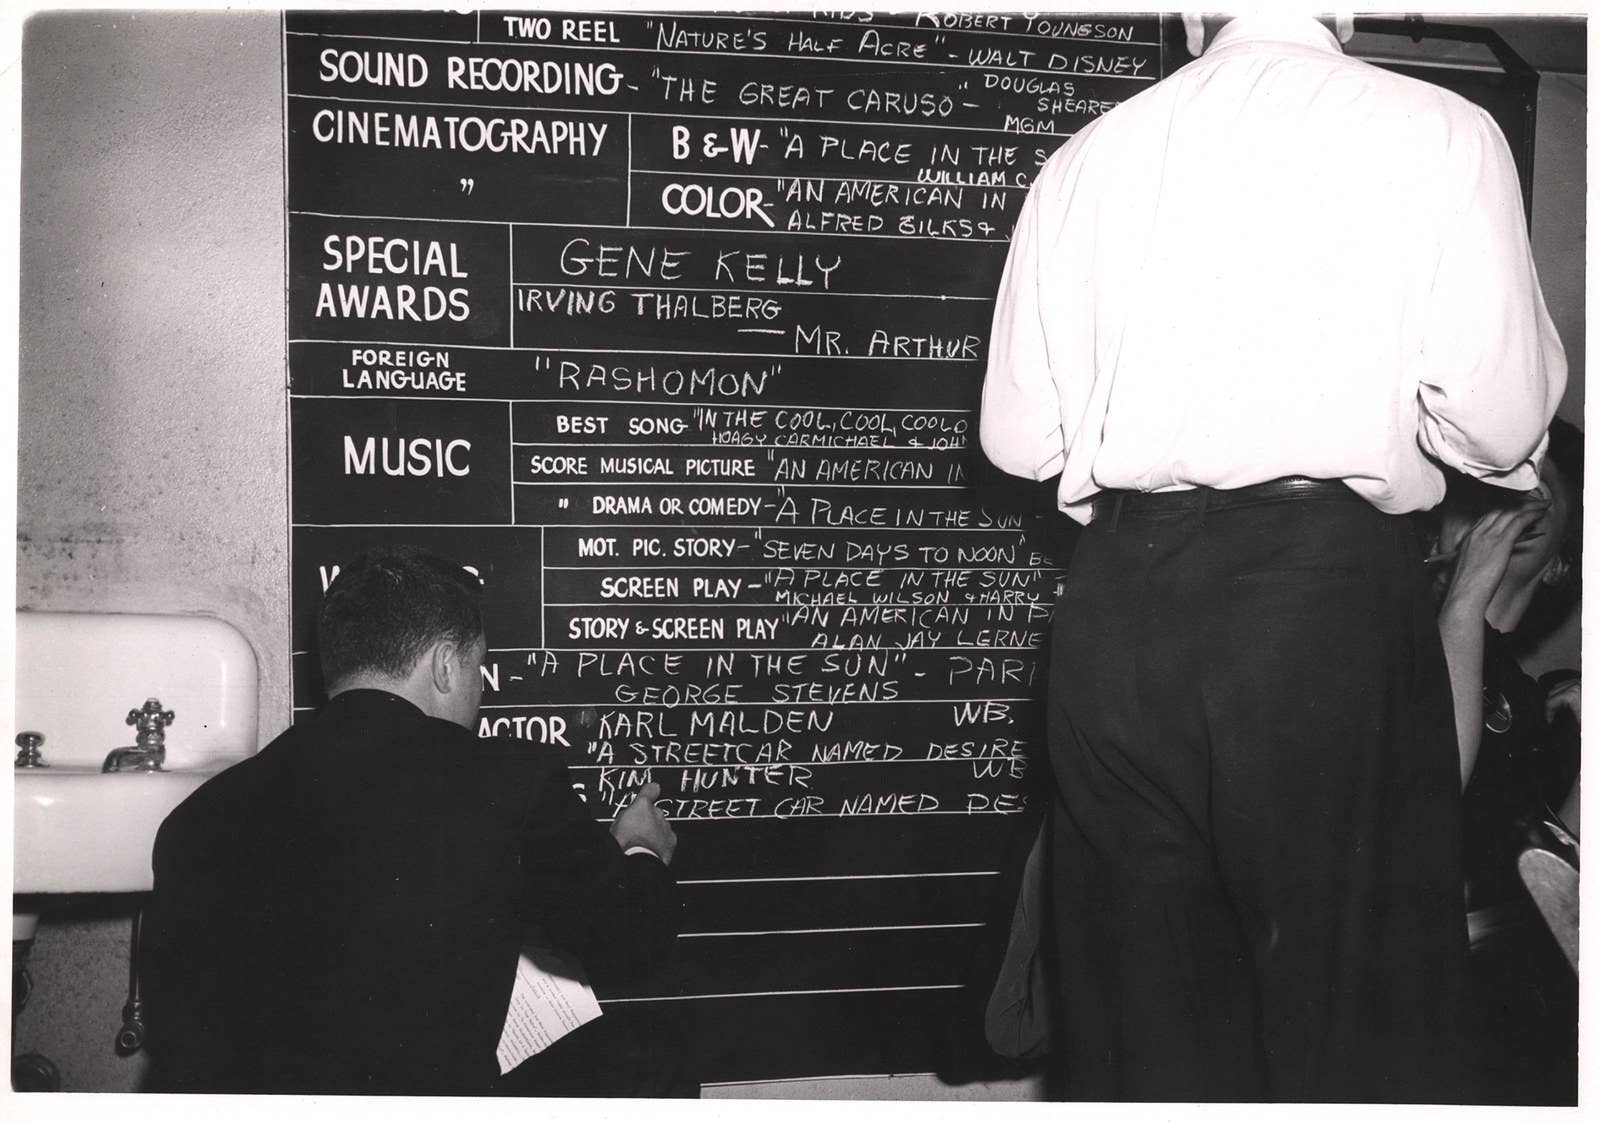 KIDS - ROBERT YOUNGSON
TWO REEL "NATURE'S HALF ACRE" - WALT DISNEY
SOUND RECORDING - "THE GREAT CARUSO" - DOUGLAS
SHEARE
MGM
CINEMATOGRAPHY B & W - "A PLACE IN THE S
WILLIAM C.
" COLOR - "AN AMERICAN IN
ALFRED GILKS &
SPECIAL AWARDS GENE KELLY
IRVING THALBERG
— MR. ARTHUR
FOREIGN LANGUAGE "RASHOMON"
MUSIC BEST SONG - "IN THE COOL, COOL, COOL O
HOAGY CARMICHAEL & JOH
SCORE MUSICAL PICTURE "AN AMERICAN IN
" DRAMA OR COMEDY - "A PLACE IN THE SUN -
MOT. PIC. STORY - "SEVEN DAYS TO NOON"
SCREEN PLAY - "A PLACE IN THE SUN"
MICHAEL WILSON & HARRY
STORY & SCREEN PLAY "AN AMERICAN IN P
ALAN JAY LERNE
N - "A PLACE IN THE SUN" - PAR
GEORGE STEVENS
ACTOR KARL MALDEN WB.
"A STREETCAR NAMED DESIRE
KIM HUNTER WB
"A STREET CAR NAMED DES